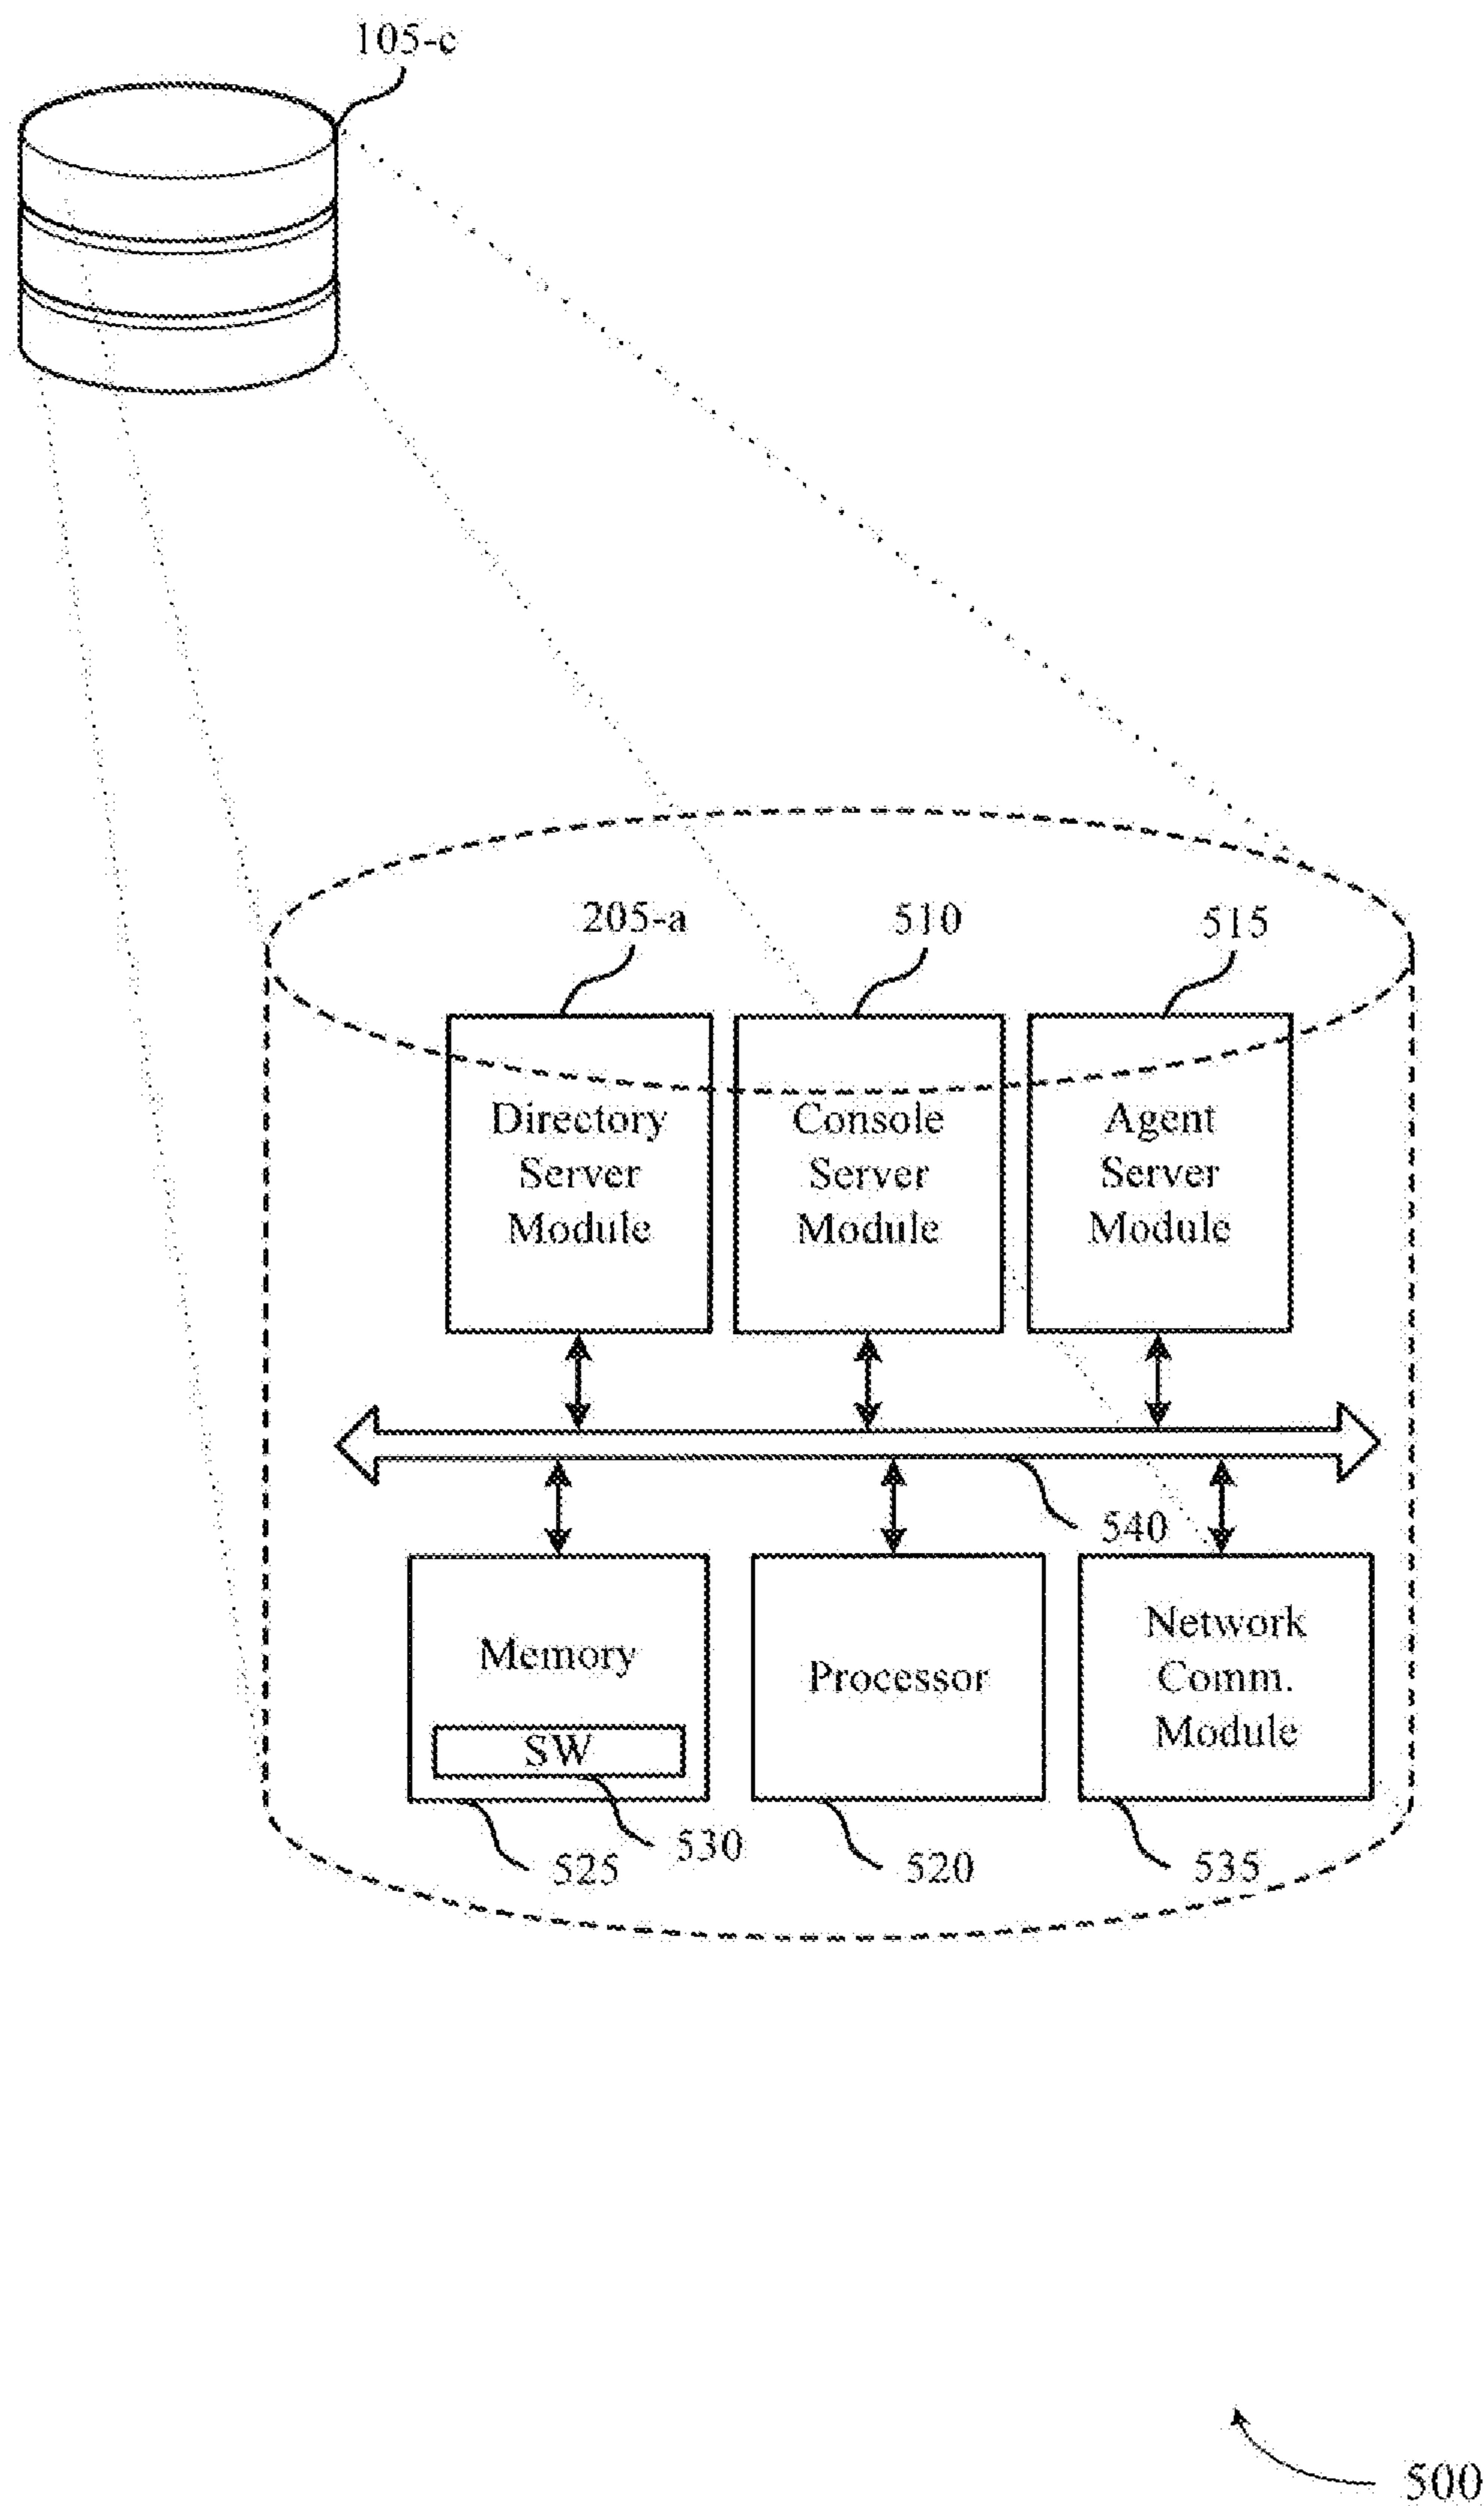 105-c
205-a
510
515
Directory
Server
Module
Console
Server
Module
Agent
Server
Module
540
Memory
SW
Processor
Network
Comm.
Module
530
525
520
535
500